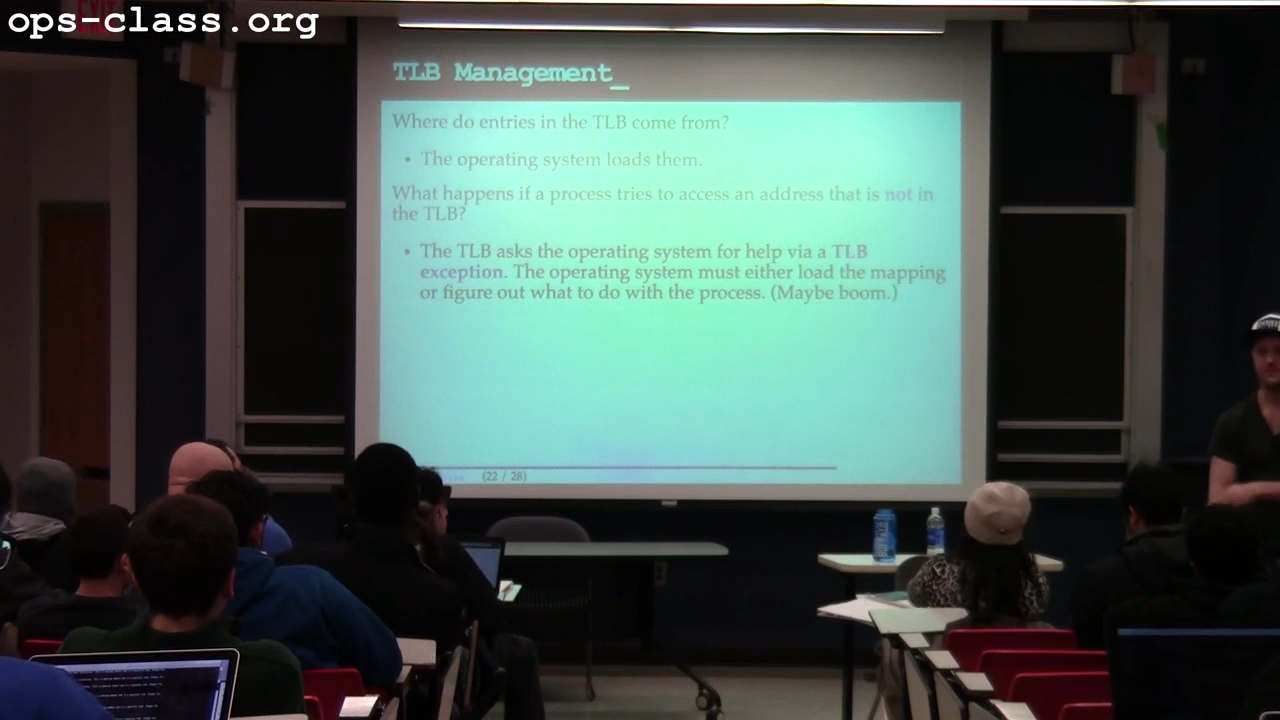 ops-class.org
EXIT
TLB Management_
Where do entries in the TLB come from?
• The operating system loads them.
What happens if a process tries to access an address that is not in
the TLB?
• The TLB asks the operating system for help via a TLB
exception. The operating system must either load the mapping
or figure out what to do with the process. (Maybe boom.)
(22 / 28)